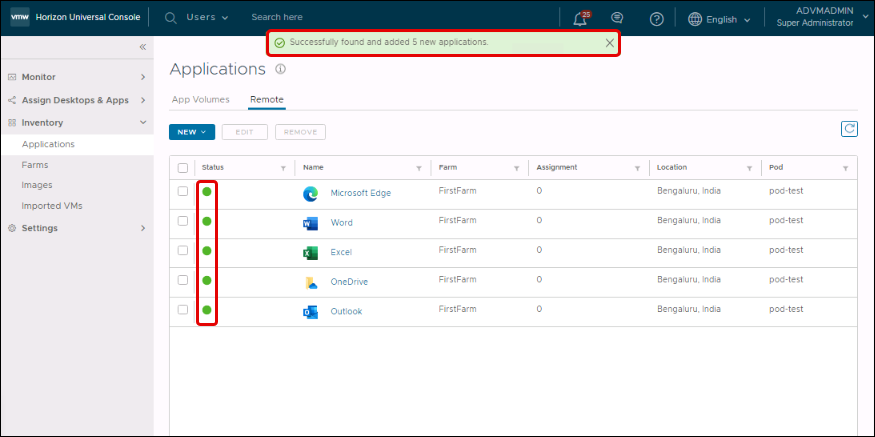 vmw Horizon Universal Console Users Search here 25 English ADVMADMIN
Super Administrator
Successfully found and added 5 new applications.
Monitor
Assign Desktops & Apps
Inventory
Applications
Farms
Images
Imported VMs
Settings
Applications
App Volumes Remote
NEW EDIT REMOVE
Status Name Farm Assignment Location Pod
Microsoft Edge FirstFarm 0 Bengaluru, India pod-test
Word FirstFarm 0 Bengaluru, India pod-test
Excel FirstFarm 0 Bengaluru, India pod-test
OneDrive FirstFarm 0 Bengaluru, India pod-test
Outlook FirstFarm 0 Bengaluru, India pod-test